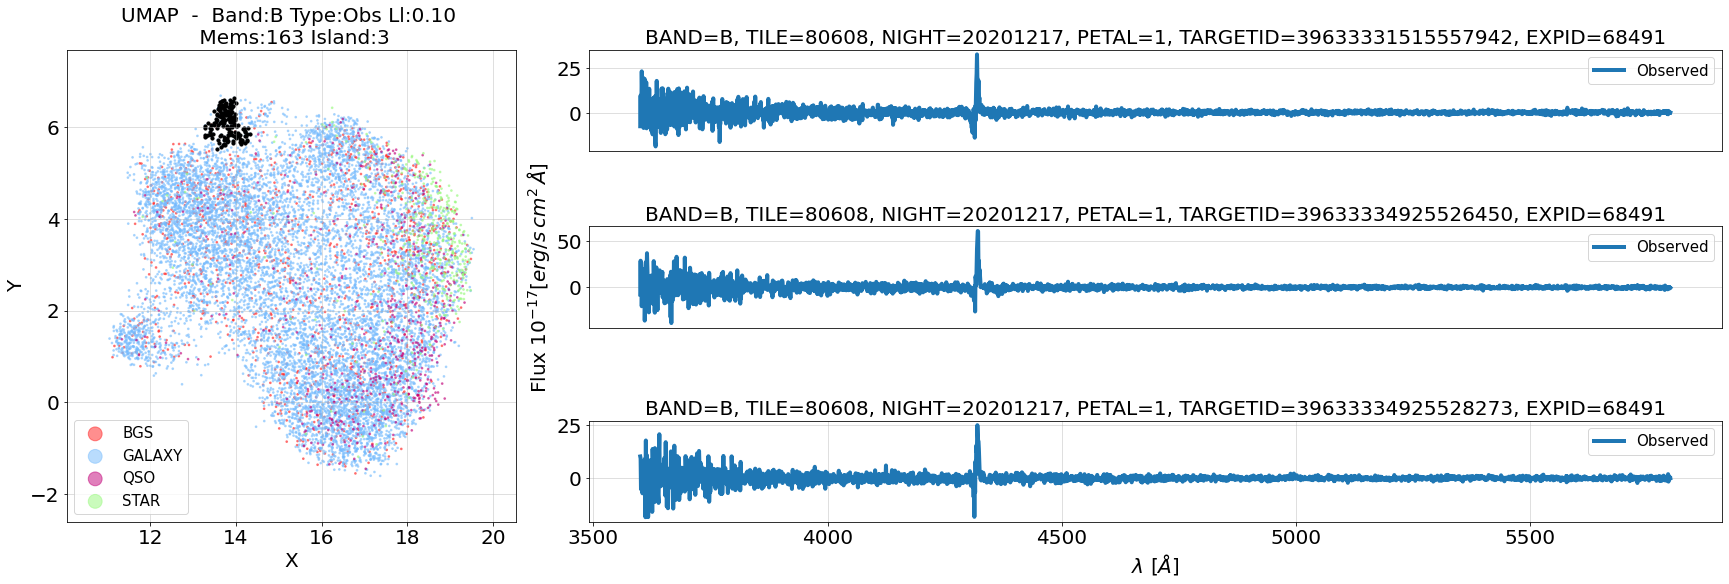 UMAP - Band:B Type:Obs Ll:0.10
Mems:163 Island:3
Y
6
4
2
0
−2
BGS
GALAXY
QSO
STAR
12
14
16
18
20
X
Flux 10⁻¹⁷[erg/s cm² Å]
BAND=B, TILE=80608, NIGHT=20201217, PETAL=1, TARGETID=39633331515557942, EXPID=68491
25
0
Observed
BAND=B, TILE=80608, NIGHT=20201217, PETAL=1, TARGETID=39633334925526450, EXPID=68491
50
0
Observed
BAND=B, TILE=80608, NIGHT=20201217, PETAL=1, TARGETID=39633334925528273, EXPID=68491
25
0
Observed
3500
4000
4500
5000
5500
λ [Å]